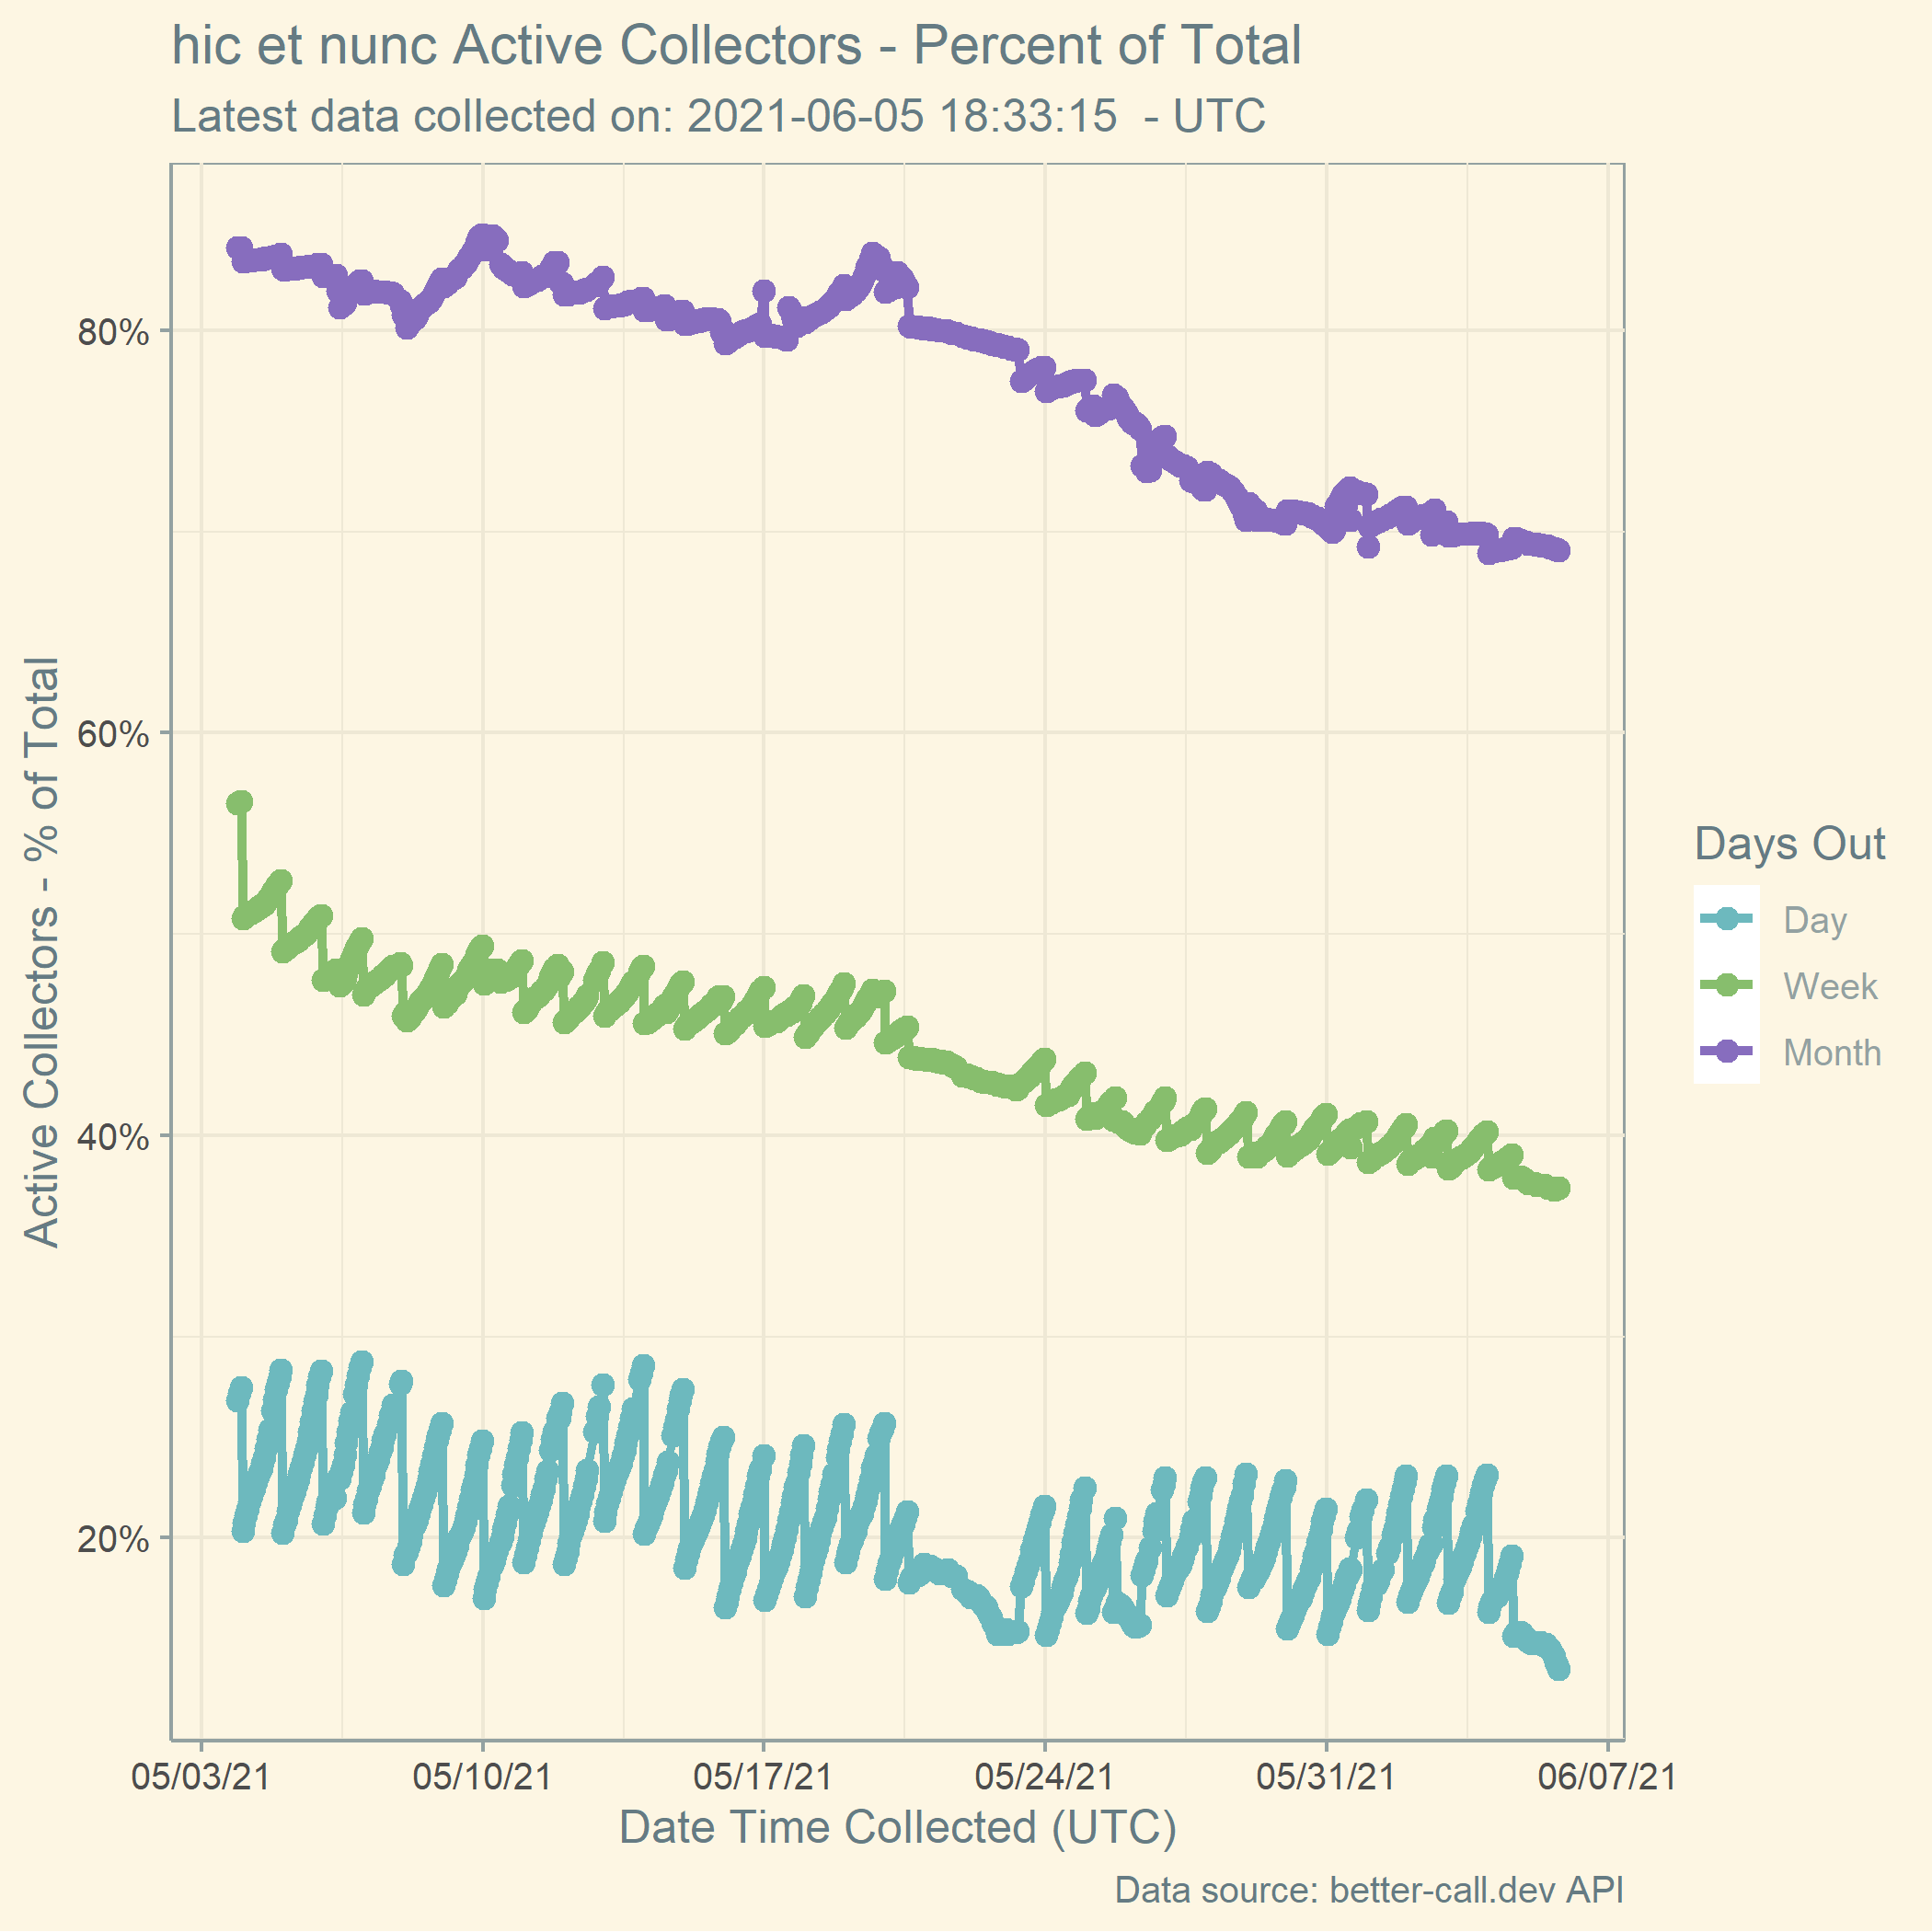 hic et nunc Active Collectors - Percent of Total
Latest data collected on: 2021-06-05 18:33:15  - UTC
Active Collectors - % of Total
80%
60%
40%
20%
05/03/21
05/10/21
05/17/21
05/24/21
05/31/21
06/07/21
Date Time Collected (UTC)
Days Out
Day
Week
Month
Data source: better-call.dev API